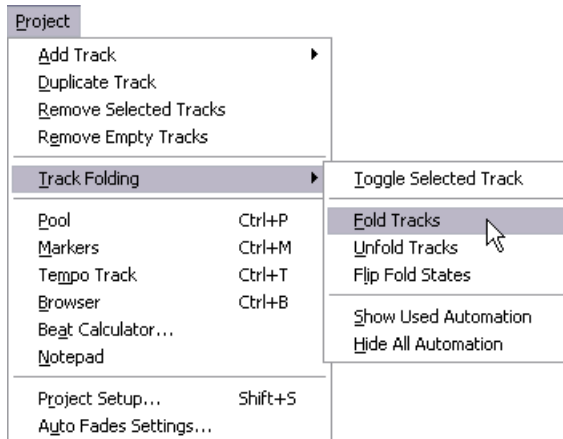 Project
Add Track
Duplicate Track
Remove Selected Tracks
Remove Empty Tracks
Track Folding
Toggle Selected Track
Fold Tracks
Unfold Tracks
Flip Fold States
Show Used Automation
Hide All Automation
Pool Ctrl+P
Markers Ctrl+M
Tempo Track Ctrl+T
Browser Ctrl+B
Beat Calculator...
Notepad
Project Setup... Shift+S
Auto Fades Settings...